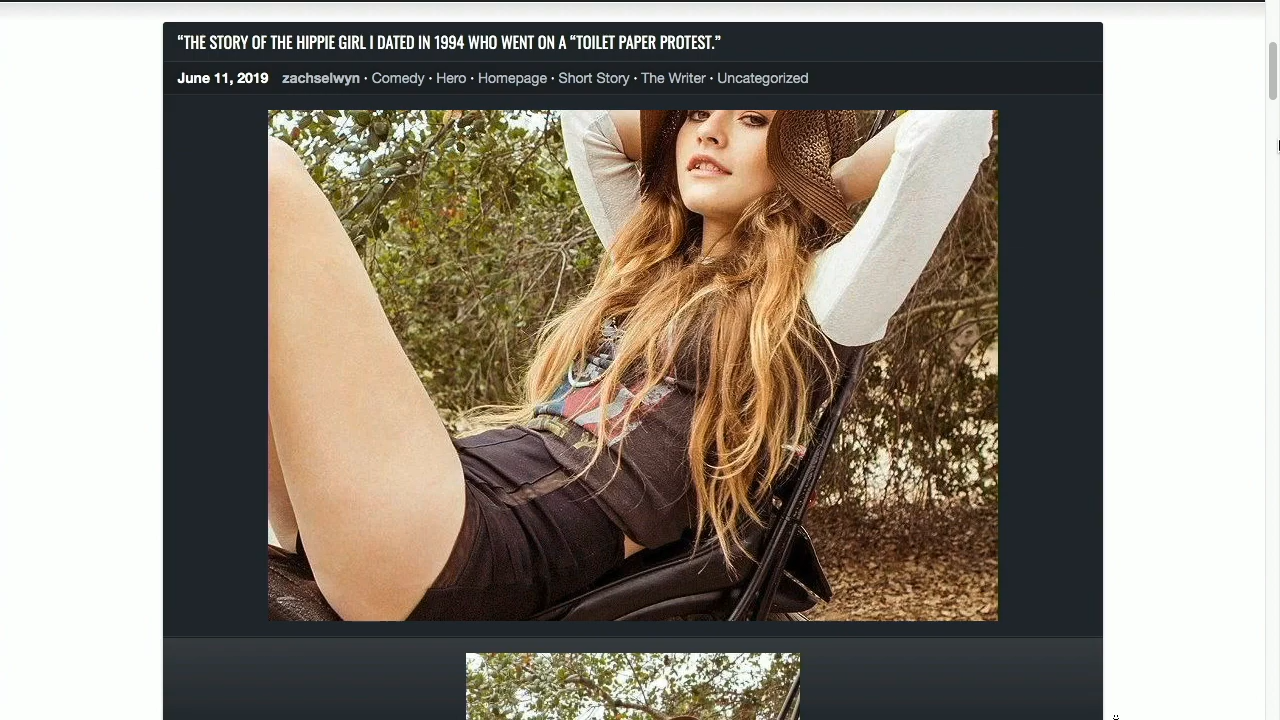 “THE STORY OF THE HIPPIE GIRL I DATED IN 1994 WHO WENT ON A “TOILET PAPER PROTEST.”
June 11, 2019 zachselwyn · Comedy · Hero · Homepage · Short Story · The Writer · Uncategorized